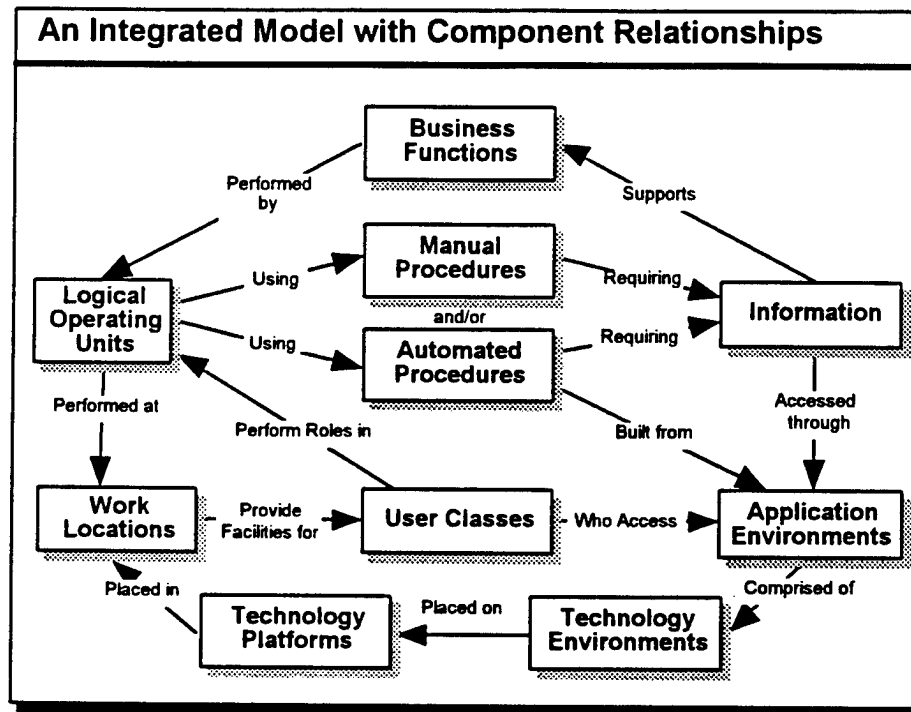 An Integrated Model with Component Relationships
Business
Functions
Performed
by
Supports
Manual
Procedures
Using
Requiring
Logical
Operating
Units
and/or
Information
Using
Automated
Procedures
Requiring
Performed at
Perform Roles in
Built from
Accessed
through
Work
Locations
Provide
Facilities for
User Classes
Who Access
Application
Environments
Placed in
Technology
Platforms
Placed on
Technology
Environments
Comprised of